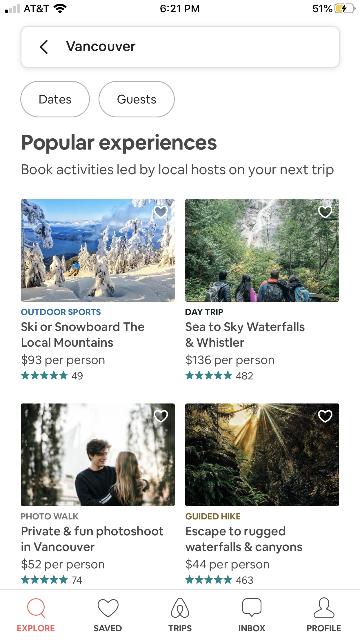 AT&T 6:21 PM 51%
Vancouver
Dates Guests
Popular experiences
Book activities led by local hosts on your next trip
OUTDOOR SPORTS
Ski or Snowboard The
Local Mountains
$93 per person
★★★★★ 49
DAY TRIP
Sea to Sky Waterfalls
& Whistler
$136 per person
★★★★★ 482
PHOTO WALK
Private & fun photoshoot
in Vancouver
$52 per person
★★★★★ 74
GUIDED HIKE
Escape to rugged
waterfalls & canyons
$44 per person
★★★★★ 463
EXPLORE SAVED TRIPS INBOX PROFILE